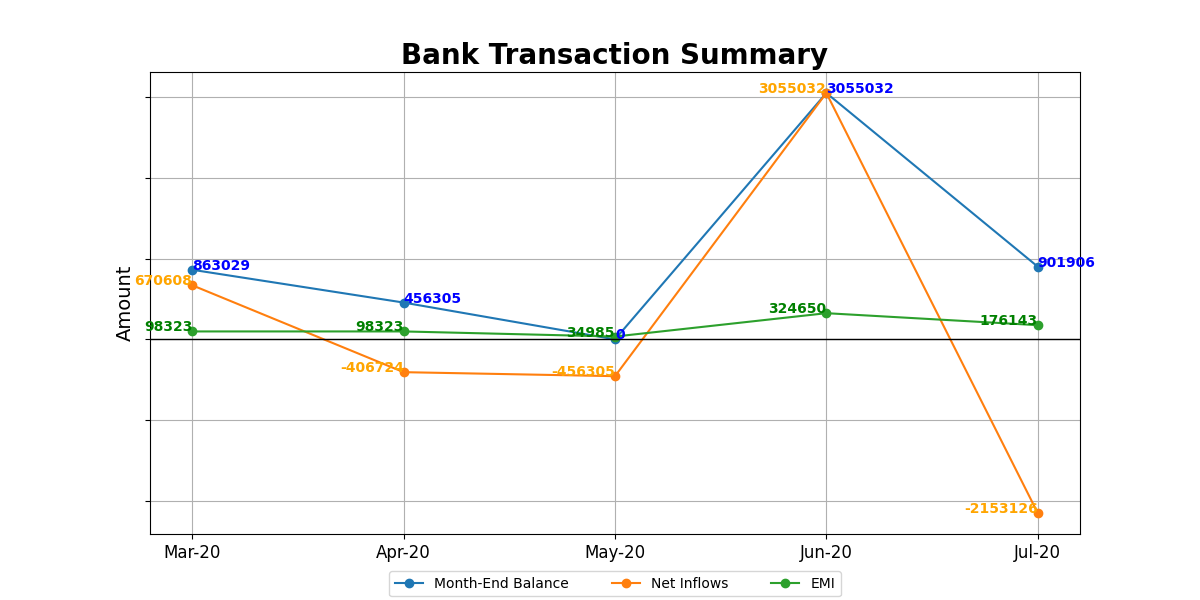 Bank Transaction Summary
Amount
3055032 3055032
863029
670608
901906
456305
98323 98323 34985 0 324650 176143
-406724 -456305
-2153126
Mar-20 Apr-20 May-20 Jun-20 Jul-20
Month-End Balance Net Inflows EMI